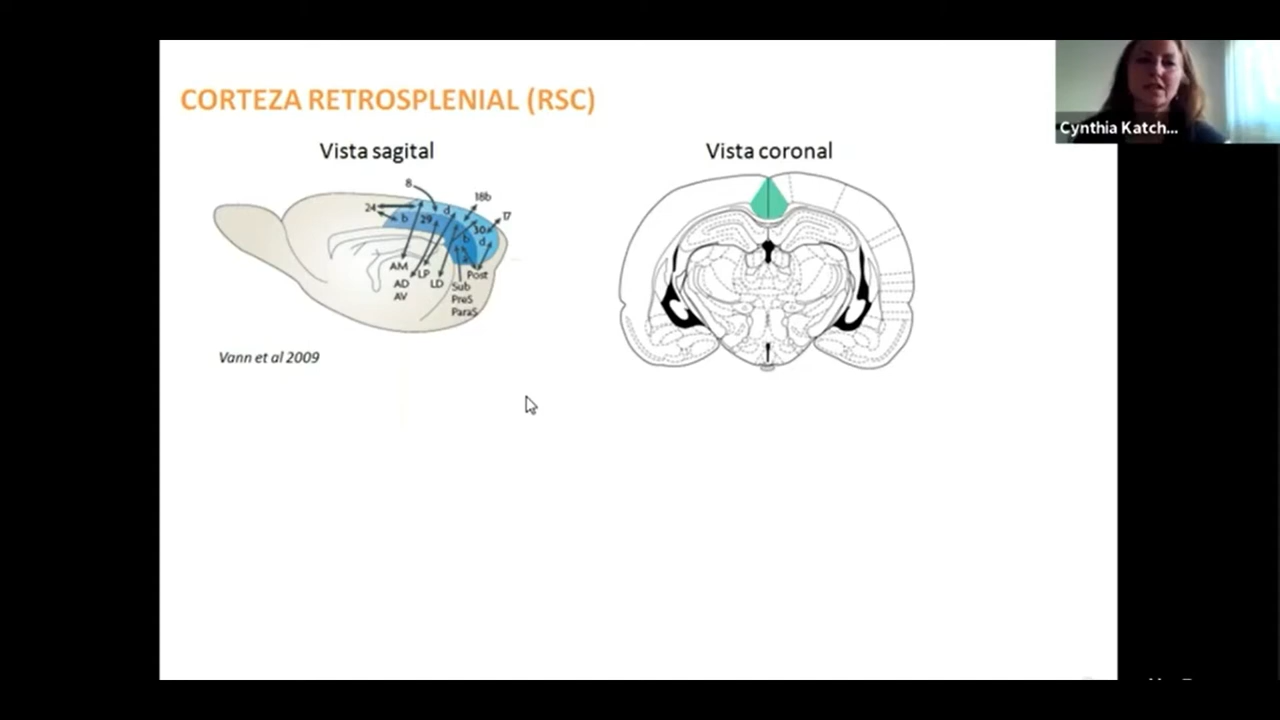 CORTEZA RETROSPLENIAL (RSC)
Vista sagital
Vista coronal
Cynthia Katch...
8
18b
24
17
b
29
d
30
b
d
AM
LP
Post
AD
LD
Sub
AV
PreS
ParaS
Vann et al 2009